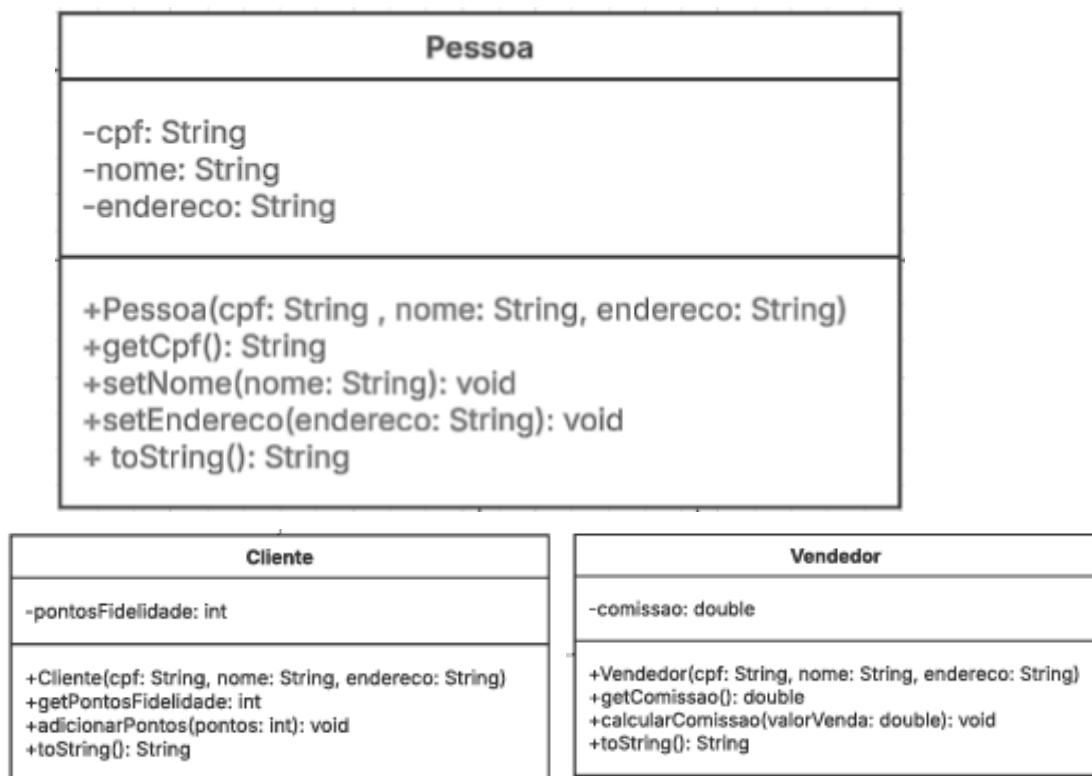 Pessoa
-cpf: String
-nome: String
-endereco: String
+Pessoa(cpf: String , nome: String, endereco: String)
+getCpf(): String
+setNome(nome: String): void
+setEndereco(endereco: String): void
+ toString(): String
Cliente
-pontosFidelidade: int
+Cliente(cpf: String, nome: String, endereco: String)
+getPontosFidelidade: int
+adicionarPontos(pontos: int): void
+toString(): String
Vendedor
-comissao: double
+Vendedor(cpf: String, nome: String, endereco: String)
+getComissao(): double
+calcularComissao(valorVenda: double): void
+toString(): String